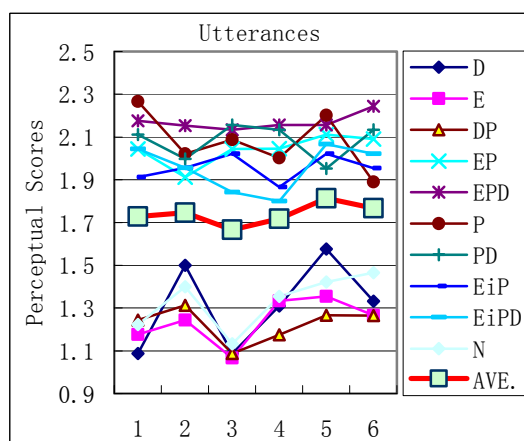 Utterances
Perceptual Scores
2.5
2.3
2.1
1.9
1.7
1.5
1.3
1.1
0.9
1 2 3 4 5 6
D
E
DP
EP
EPD
P
PD
EiP
EiPD
N
AVE.